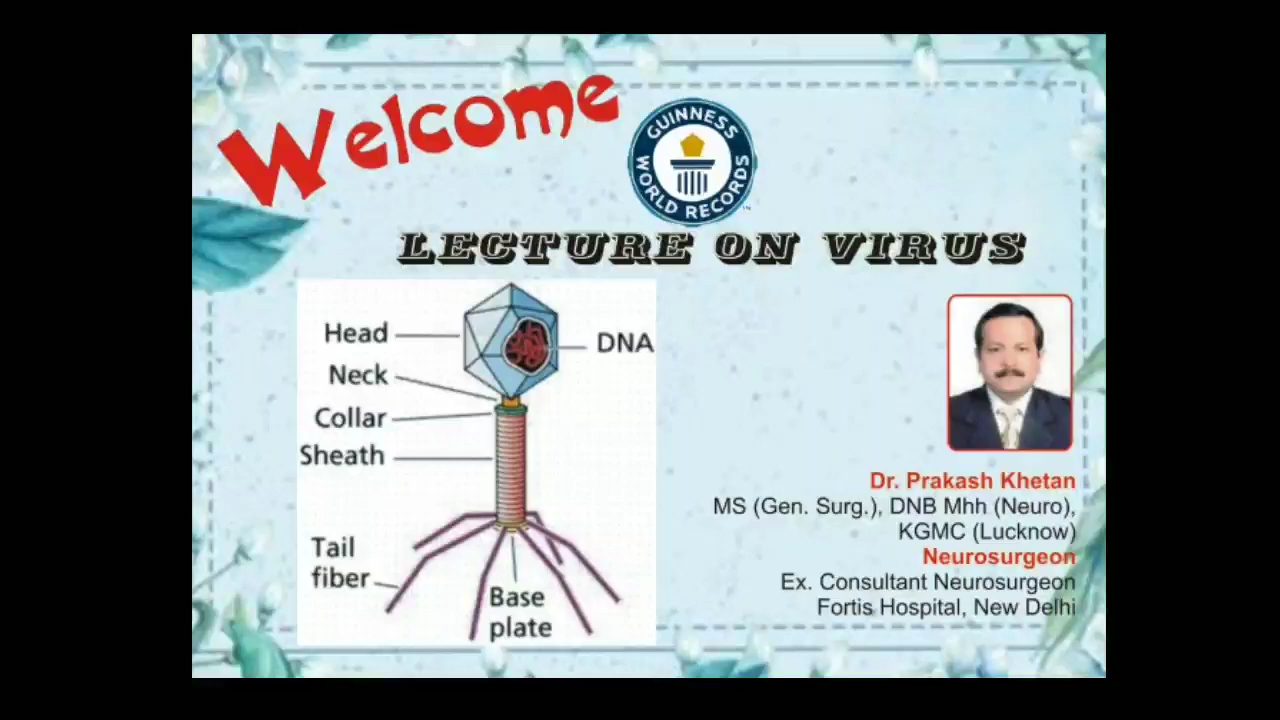 Welcome
GUINNESS
WORLD RECORDS
TM
LECTURE ON VIRUS
Head
DNA
Neck
Collar
Sheath
Tail
fiber
Base
plate
Dr. Prakash Khetan
MS (Gen. Surg.), DNB Mhh (Neuro),
KGMC (Lucknow)
Neurosurgeon
Ex. Consultant Neurosurgeon
Fortis Hospital, New Delhi